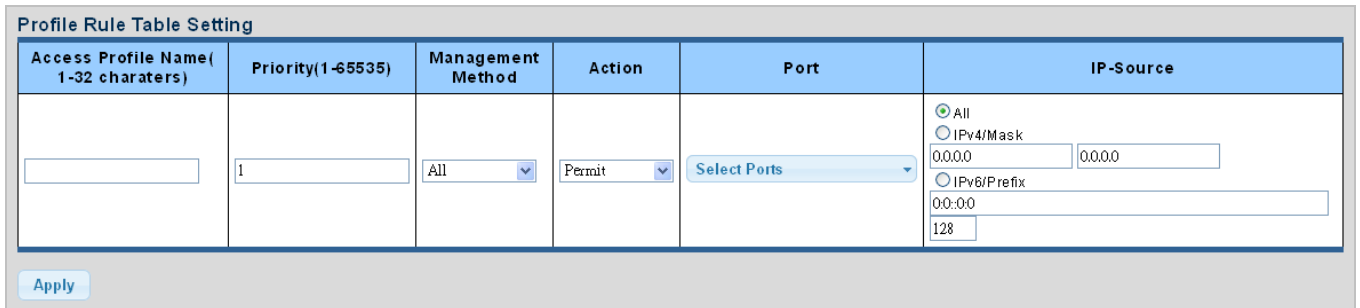 Profile Rule Table Setting
Access Profile Name(
1-32 charaters)
Priority(1-65535)
Management
Method
Action
Port
IP-Source
1
All
Permit
Select Ports
All
IPv4/Mask
0.0.0.0 0.0.0.0
IPv6/Prefix
0:0::0:0
128
Apply